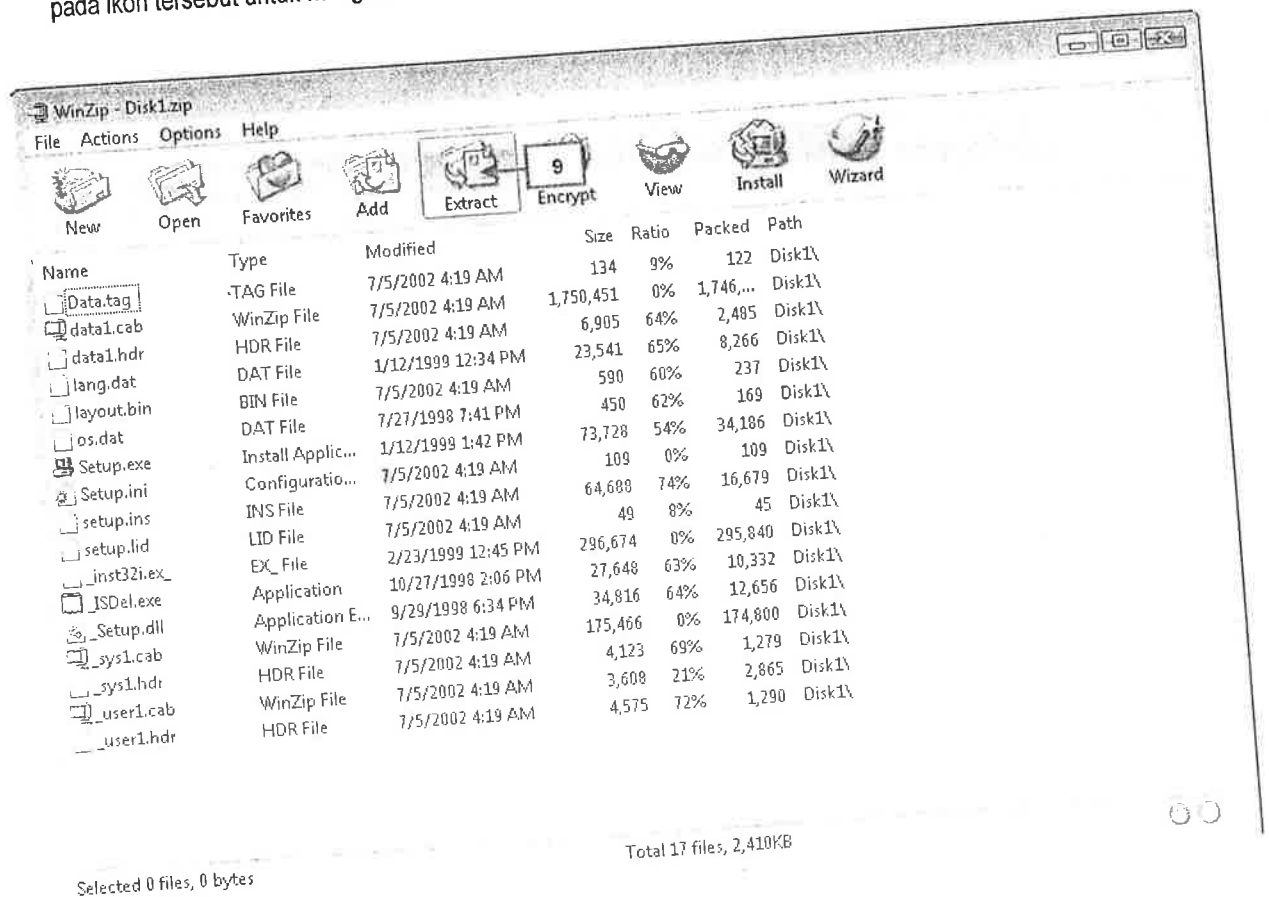 pada ikon tersebut untuk
WinZip - Disk1.zip
File Actions Options Help
New Open Favorites Add Extract 9 Encrypt View Install Wizard
Name Type Modified Size Ratio Packed Path
Data.tag TAG File 7/5/2002 4:19 AM 134 9% 122 Disk1\
data1.cab WinZip File 7/5/2002 4:19 AM 1,750,451 0% 1,746,... Disk1\
data1.hdr HDR File 7/5/2002 4:19 AM 6,905 64% 2,485 Disk1\
lang.dat DAT File 1/12/1999 12:34 PM 23,541 65% 8,266 Disk1\
layout.bin BIN File 7/5/2002 4:19 AM 590 60% 237 Disk1\
os.dat DAT File 7/27/1998 7:41 PM 450 62% 169 Disk1\
Setup.exe Install Applic... 1/12/1999 1:42 PM 73,728 54% 34,186 Disk1\
Setup.ini Configuratio... 7/5/2002 4:19 AM 109 0% 109 Disk1\
setup.ins INS File 7/5/2002 4:19 AM 64,688 74% 16,679 Disk1\
setup.lid LID File 7/5/2002 4:19 AM 49 8% 45 Disk1\
_inst32i.ex_ EX_ File 2/23/1999 12:45 PM 296,674 0% 295,840 Disk1\
_ISDel.exe Application 10/27/1998 2:06 PM 27,648 63% 10,332 Disk1\
_Setup.dll Application E... 9/29/1998 6:34 PM 34,816 64% 12,656 Disk1\
_sys1.cab WinZip File 7/5/2002 4:19 AM 175,466 0% 174,800 Disk1\
_sys1.hdr HDR File 7/5/2002 4:19 AM 4,123 69% 1,279 Disk1\
_user1.cab WinZip File 7/5/2002 4:19 AM 3,608 21% 2,865 Disk1\
_user1.hdr HDR File 7/5/2002 4:19 AM 4,575 72% 1,290 Disk1\
Selected 0 files, 0 bytes Total 17 files, 2,410KB